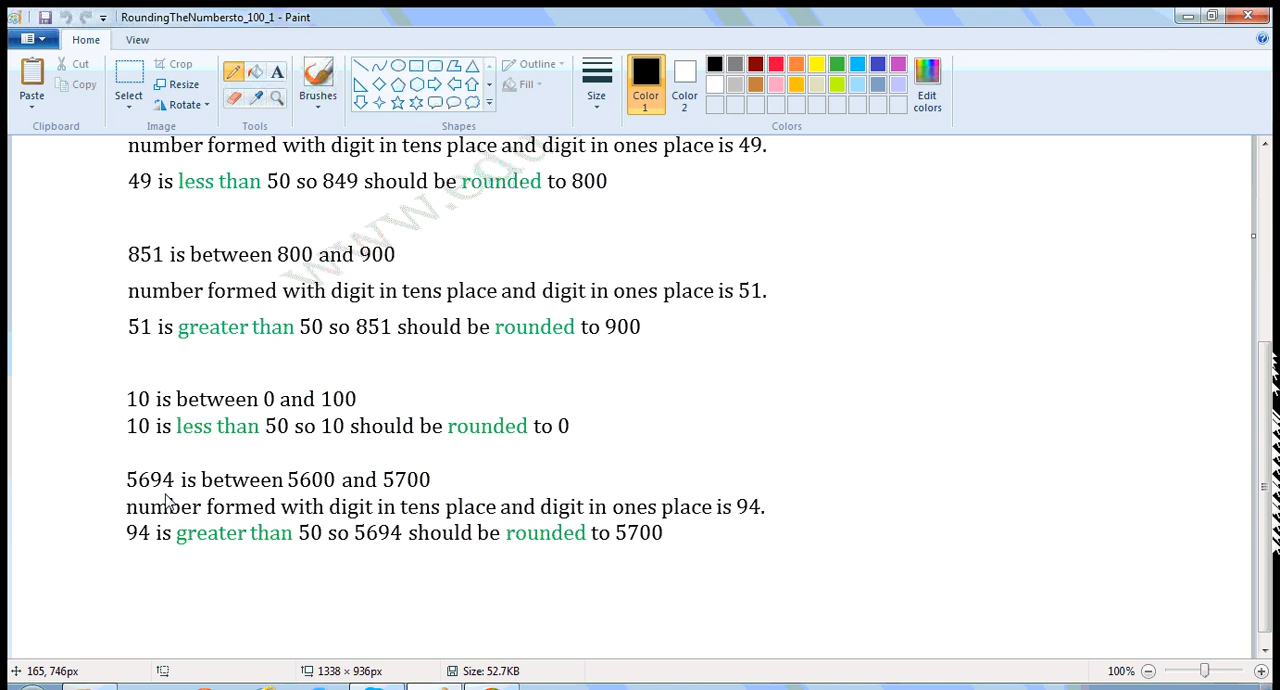 RoundingTheNumbersto_100_1 - Paint
Home
View
Paste
Cut
Copy
Clipboard
Select
Crop
Resize
Rotate
Image
Tools
Brushes
Shapes
Outline
Fill
Size
Color 1
Color 2
Edit colors
Colors
number formed with digit in tens place and digit in ones place is 49.
49 is less than 50 so 849 should be rounded to 800
www.edu
851 is between 800 and 900
number formed with digit in tens place and digit in ones place is 51.
51 is greater than 50 so 851 should be rounded to 900
10 is between 0 and 100
10 is less than 50 so 10 should be rounded to 0
5694 is between 5600 and 5700
number formed with digit in tens place and digit in ones place is 94.
94 is greater than 50 so 5694 should be rounded to 5700
165, 746px
1338 × 936px
Size: 52.7KB
100%